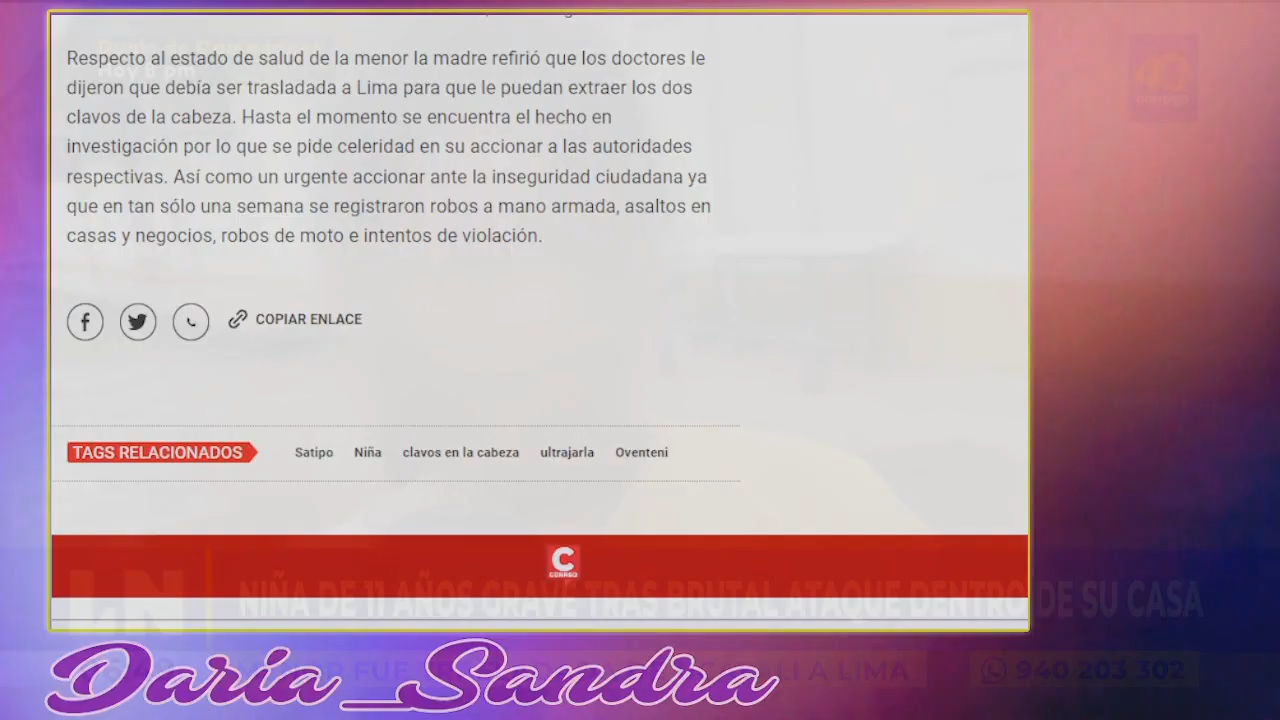 Respecto al estado de salud de la menor la madre refirió que los doctores le
dijeron que debía ser trasladada a Lima para que le puedan extraer los dos
clavos de la cabeza. Hasta el momento se encuentra el hecho en
investigación por lo que se pide celeridad en su accionar a las autoridades
respectivas. Así como un urgente accionar ante la inseguridad ciudadana ya
que en tan sólo una semana se registraron robos a mano armada, asaltos en
casas y negocios, robos de moto e intentos de violación.
COPIAR ENLACE
TAGS RELACIONADOS Satipo Niña clavos en la cabeza ultrajarla Oventeni
C
CORREO
NIÑA DE 11 AÑOS GRAVE TRAS BRUTAL ATAQUE DENTRO DE SU CASA
FUE A LIMA 940 203 302
Daria_Sandra